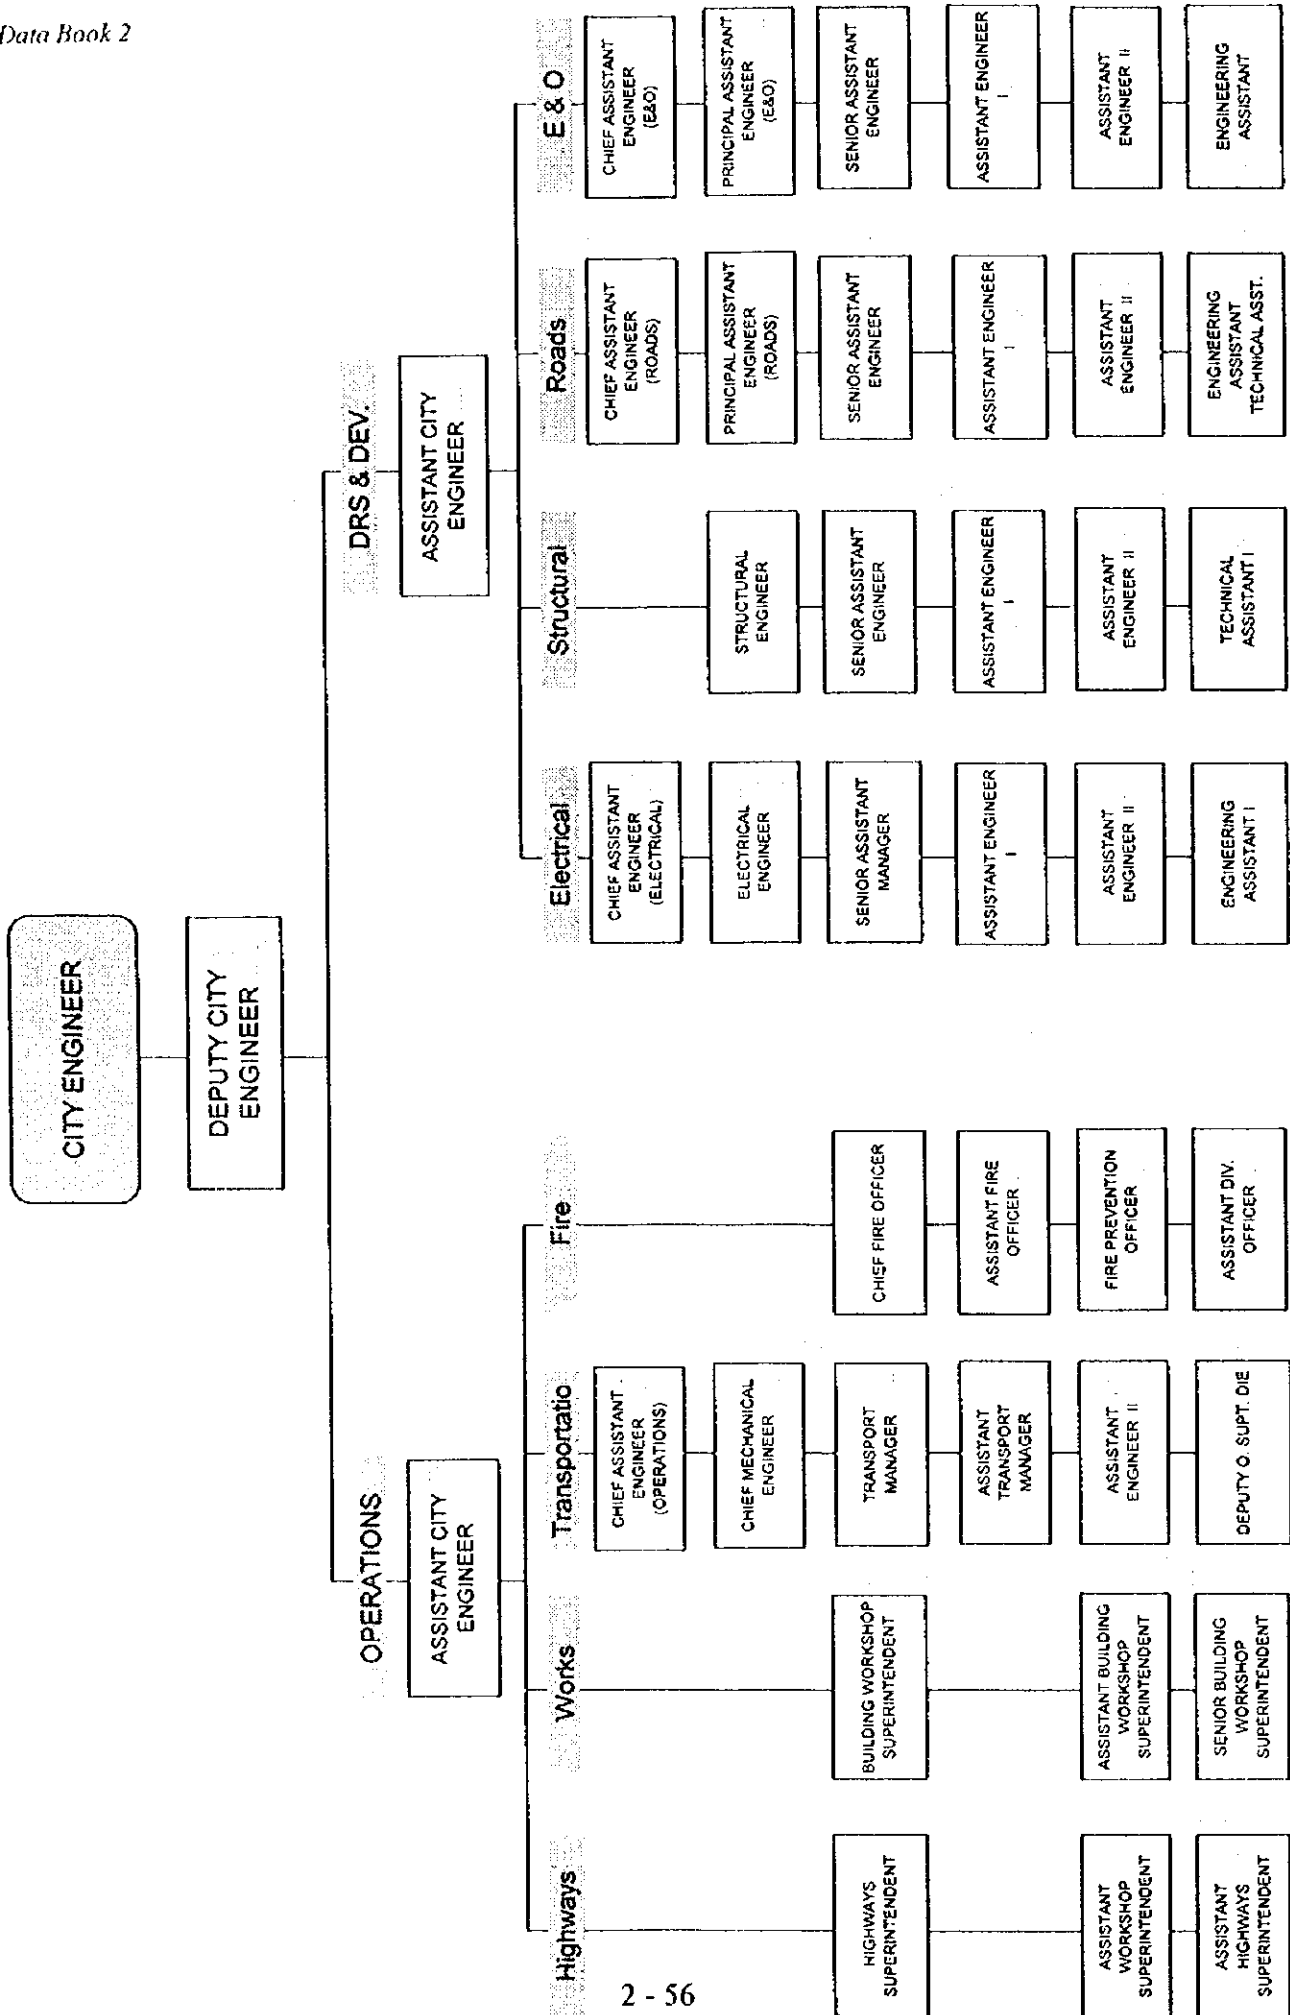 Data Book 2
CITY ENGINEER
DEPUTY CITY
ENGINEER
OPERATIONS
ASSISTANT CITY
ENGINEER
Highways
HIGHWAYS
SUPERINTENDENT
ASSISTANT
WORKSHOP
SUPERINTENDENT
ASSISTANT
HIGHWAYS
SUPERINTENDENT
Works
BUILDING WORKSHOP
SUPERINTENDENT
ASSISTANT BUILDING
WORKSHOP
SUPERINTENDENT
SENIOR BUILDING
WORKSHOP
SUPERINTENDENT
Transportatio
CHIEF ASSISTANT
ENGINEER
(OPERATIONS)
CHIEF MECHANICAL
ENGINEER
TRANSPORT
MANAGER
ASSISTANT
TRANSPORT
MANAGER
ASSISTANT
ENGINEER II
DEPUTY O. SUPT. DIE
Fire
CHIEF FIRE OFFICER
ASSISTANT FIRE
OFFICER
FIRE PREVENTION
OFFICER
ASSISTANT DIV.
OFFICER
DRS & DEV.
ASSISTANT CITY
ENGINEER
Electrical
CHIEF ASSISTANT
ENGINEER
(ELECTRICAL)
ELECTRICAL
ENGINEER
SENIOR ASSISTANT
MANAGER
ASSISTANT ENGINEER
I
ASSISTANT
ENGINEER II
ENGINEERING
ASSISTANT I
Structural
STRUCTURAL
ENGINEER
SENIOR ASSISTANT
ENGINEER
ASSISTANT ENGINEER
I
ASSISTANT
ENGINEER II
TECHNICAL
ASSISTANT I
Roads
CHIEF ASSISTANT
ENGINEER
(ROADS)
PRINCIPAL ASSISTANT
ENGINEER
(ROADS)
SENIOR ASSISTANT
ENGINEER
ASSISTANT ENGINEER
I
ASSISTANT
ENGINEER II
ENGINEERING
ASSISTANT
TECHNICAL ASST.
E & O
CHIEF ASSISTANT
ENGINEER
(E&O)
PRINCIPAL ASSISTANT
ENGINEER
(E&O)
SENIOR ASSISTANT
ENGINEER
ASSISTANT ENGINEER
I
ASSISTANT
ENGINEER II
ENGINEERING
ASSISTANT
2 - 56